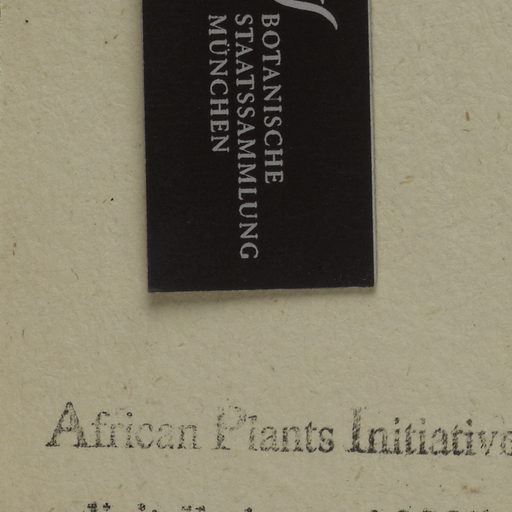 BOTANISCHE
STAATSSAMMLUNG
MÜNCHEN
African Plants Initiative